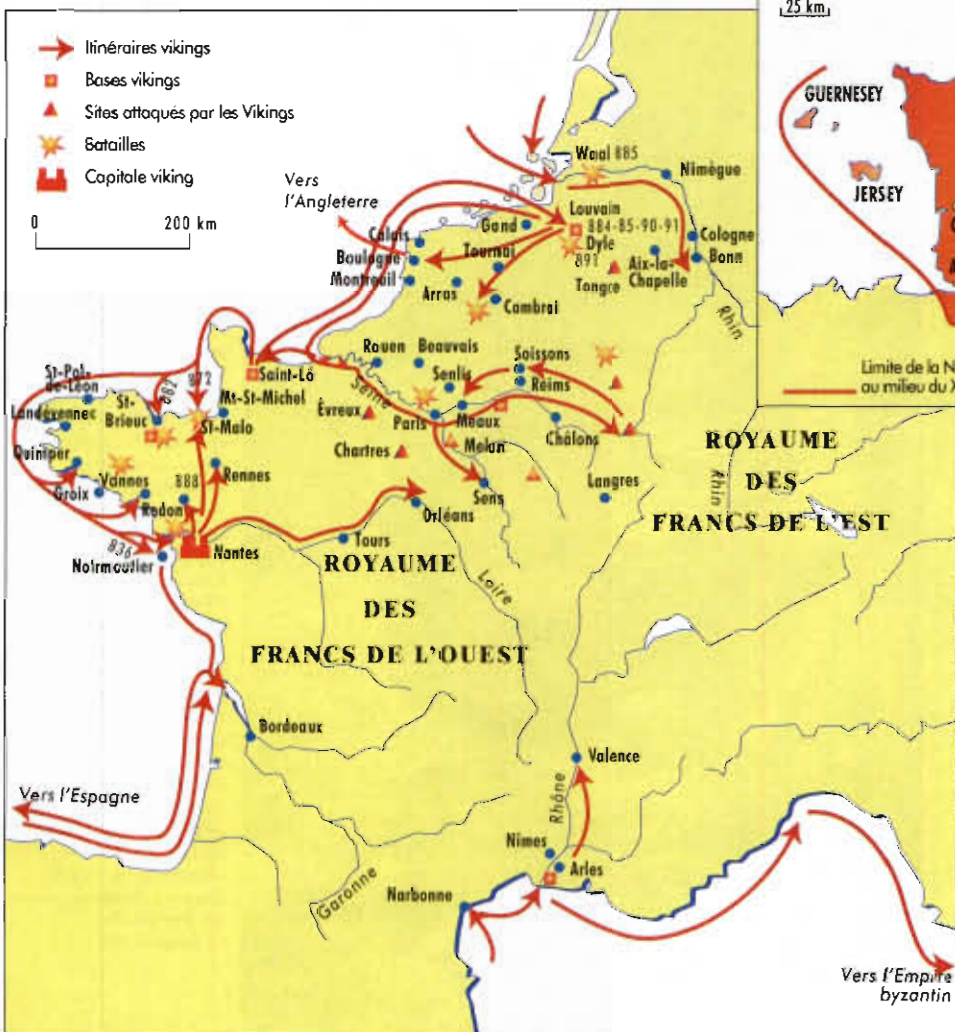 Itinéraires vikings
Bases vikings
Sites attaqués par les Vikings
Batailles
Capitale viking
0 200 km
25 km
GUERNESEY
JERSEY
Limite de la N
au milieu du X
Vers
l'Angleterre
Waal 885
Nimègue
Louvain
884-85-90-91
Dyle
891
Gand
Calais
Boulogne
Montreuil
Tournai
Arras
Cambrai
Tongre
Aix-la-
Chapelle
Cologne
Bonn
Rhin
Rouen
Beauvais
Senlis
Soissons
Reims
Seine
Saint-Lô
St-Pol-
de-Léon
Landévennec
St-
Brieuc
862
872
Mt-St-Michel
St-Malo
Évreux
Paris
Meaux
Melun
Châlons
Chartres
Quimper
Groix
Vannes
Redon
888
Rennes
Sens
Langres
Orléans
836
Noirmoutier
Nantes
Tours
Loire
ROYAUME
DES
FRANCS DE L'OUEST
ROYAUME
DES
FRANCS DE L'EST
Rhin
Bordeaux
Vers l'Espagne
Valence
Rhône
Nimes
Arles
Garonne
Narbonne
Vers l'Empire
byzantin